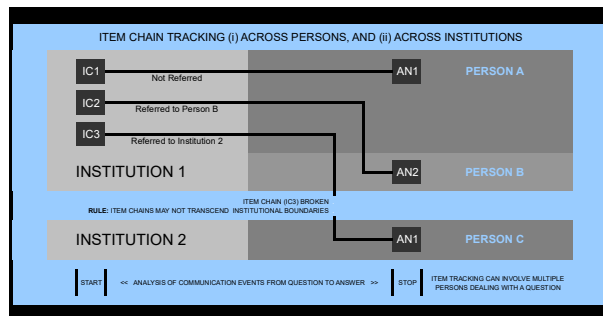 ITEM CHAIN TRACKING (i) ACROSS PERSONS, AND (ii) ACROSS INSTITUTIONS
IC1
Not Referred
AN1
PERSON A
IC2
Referred to Person B
IC3
Referred to Institution 2
INSTITUTION 1
AN2
PERSON B
ITEM CHAIN (IC3) BROKEN
RULE: ITEM CHAINS MAY NOT TRANSCEND INSTITUTIONAL BOUNDARIES
INSTITUTION 2
AN1
PERSON C
START
<< ANALYSIS OF COMMUNICATION EVENTS FROM QUESTION TO ANSWER >>
STOP
ITEM TRACKING CAN INVOLVE MULTIPLE
PERSONS DEALING WITH A QUESTION